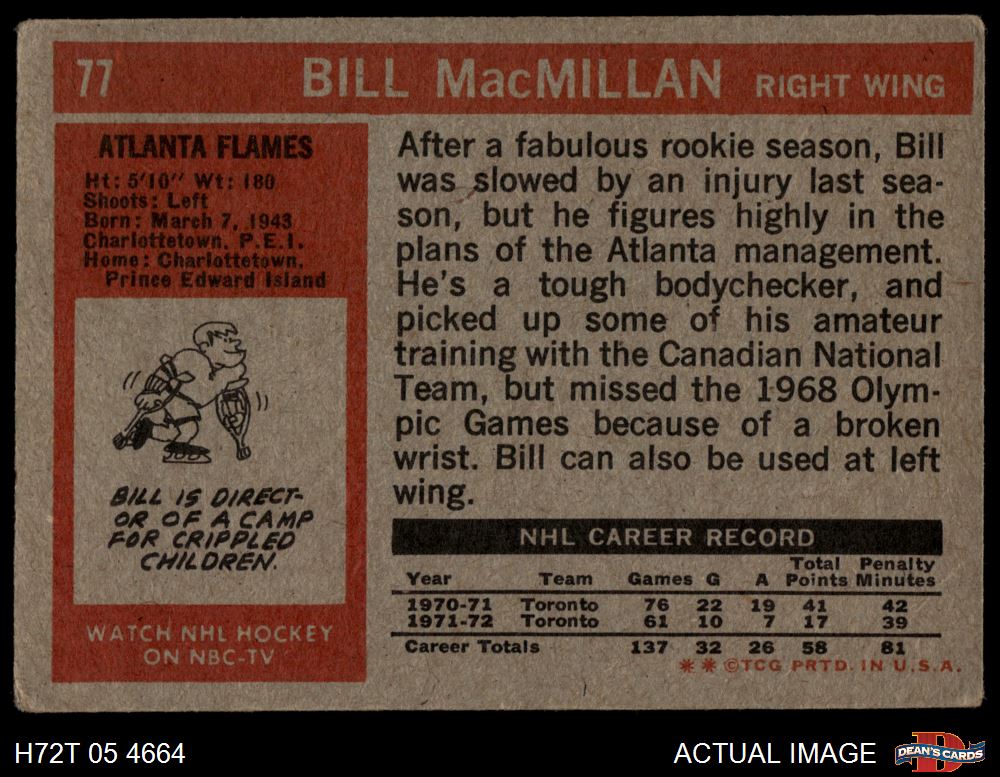 77 BILL MacMILLAN RIGHT WING
ATLANTA FLAMES
Ht: 5'10" Wt: 180
Shoots: Left
Born: March 7, 1943
Charlottetown, P.E.I.
Home: Charlottetown,
Prince Edward Island
BILL IS DIRECT-
OR OF A CAMP
FOR CRIPPLED
CHILDREN.
WATCH NHL HOCKEY
ON NBC-TV
After a fabulous rookie season, Bill
was slowed by an injury last sea-
son, but he figures highly in the
plans of the Atlanta management.
He's a tough bodychecker, and
picked up some of his amateur
training with the Canadian National
Team, but missed the 1968 Olym-
pic Games because of a broken
wrist. Bill can also be used at left
wing.
NHL CAREER RECORD
Total Penalty
Year Team Games G A Points Minutes
1970-71 Toronto 76 22 19 41 42
1971-72 Toronto 61 10 7 17 39
Career Totals 137 32 26 58 81
** ©TCG PRTD. IN U.S.A.
H72T 05 4664
ACTUAL IMAGE
D
DEAN'S CARDS